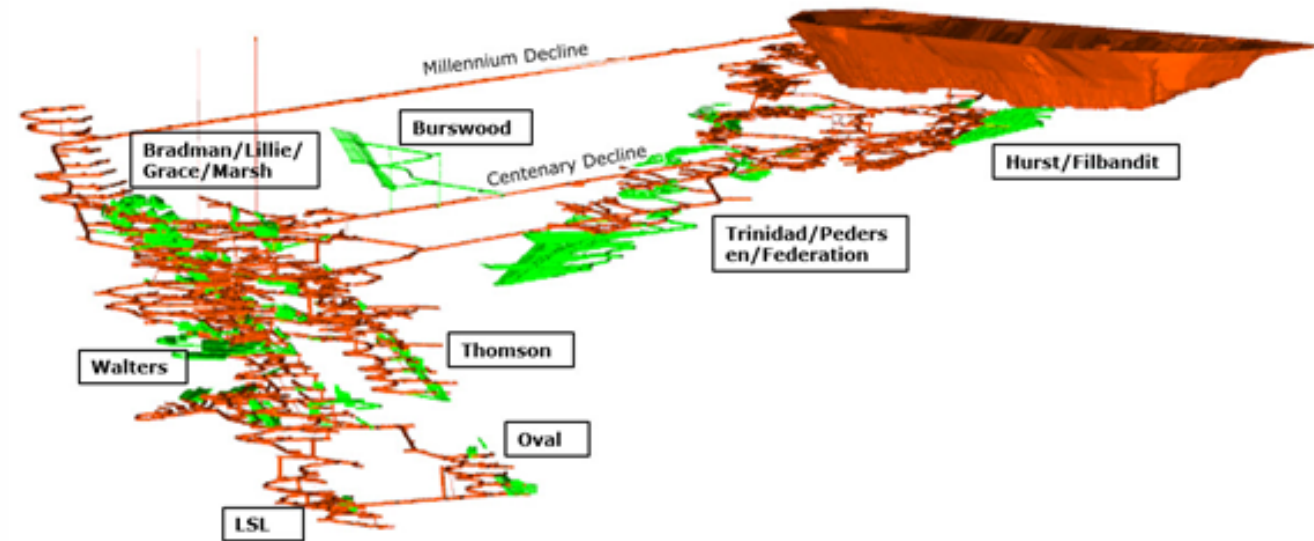 Millennium Decline
Burswood
Bradman/Lillie/
Grace/Marsh
Centenary Decline
Hurst/Filbandit
Trinidad/Peders
en/Federation
Thomson
Walters
Oval
LSL